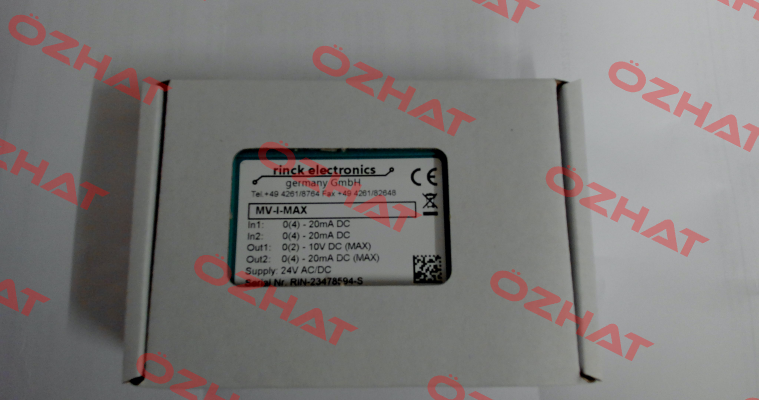 ÖZHAT
ÖZHAT
ÖZHAT
ÖZHAT
rinck electronics
germany GmbH
Tel.+49 4261/8764 Fax +49 4261/82648
CE
MV-I-MAX
In1: 0(4) - 20mA DC
In2: 0(4) - 20mA DC
Out1: 0(2) - 10V DC (MAX)
Out2: 0(4) - 20mA DC (MAX)
Supply: 24V AC/DC
Serial Nr. RIN-23478594-S
ÖZHAT
ÖZHAT
ÖZHAT
ÖZHAT
ÖZHAT
ÖZHAT
ÖZHAT